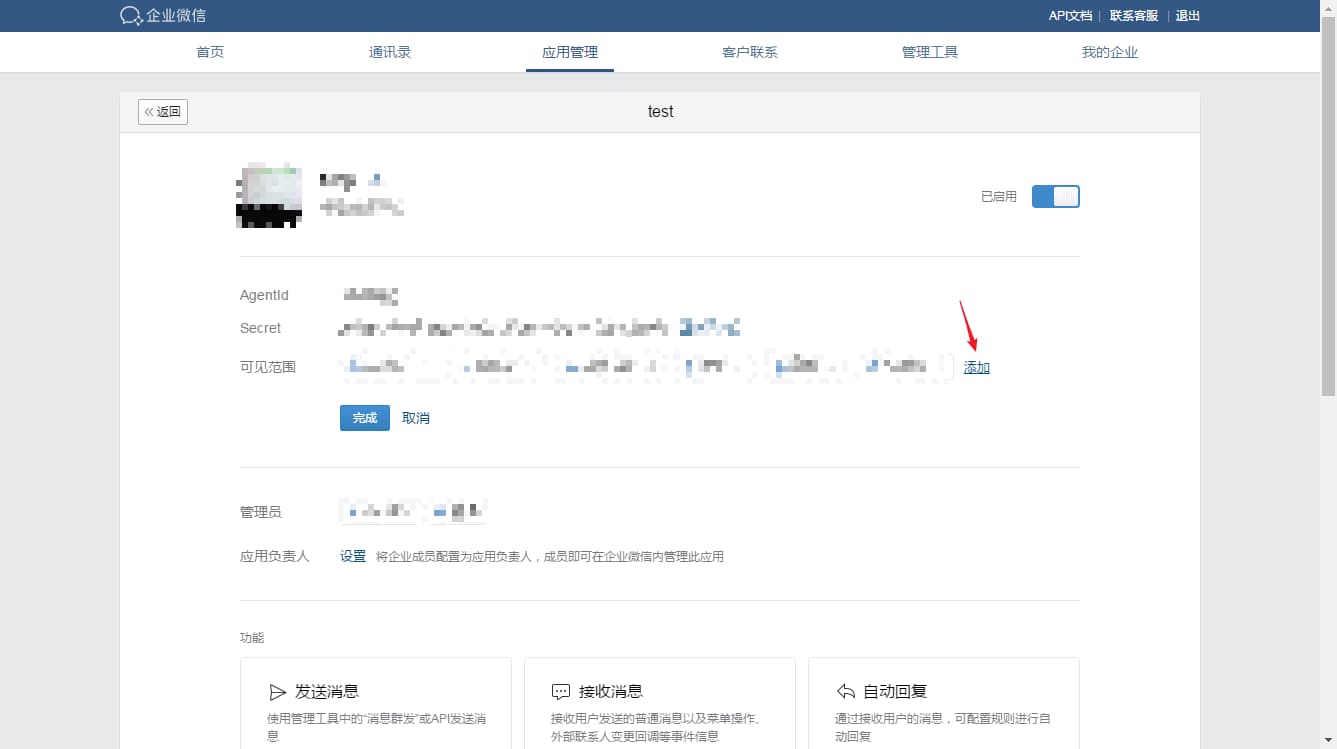 企业微信
API文档 | 联系客服 | 退出
首页 通讯录 应用管理 客户联系 管理工具 我的企业
«返回 test
已启用
AgentId
Secret
可见范围 添加
完成 取消
管理员
应用负责人 设置 将企业成员配置为应用负责人，成员即可在企业微信内管理此应用
功能
发送消息
使用管理工具中的“消息群发”或API发送消
息
接收消息
接收用户发送的普通消息以及菜单操作、
外部联系人变更回调等事件信息
自动回复
通过接收用户的消息，可配置规则进行自
动回复